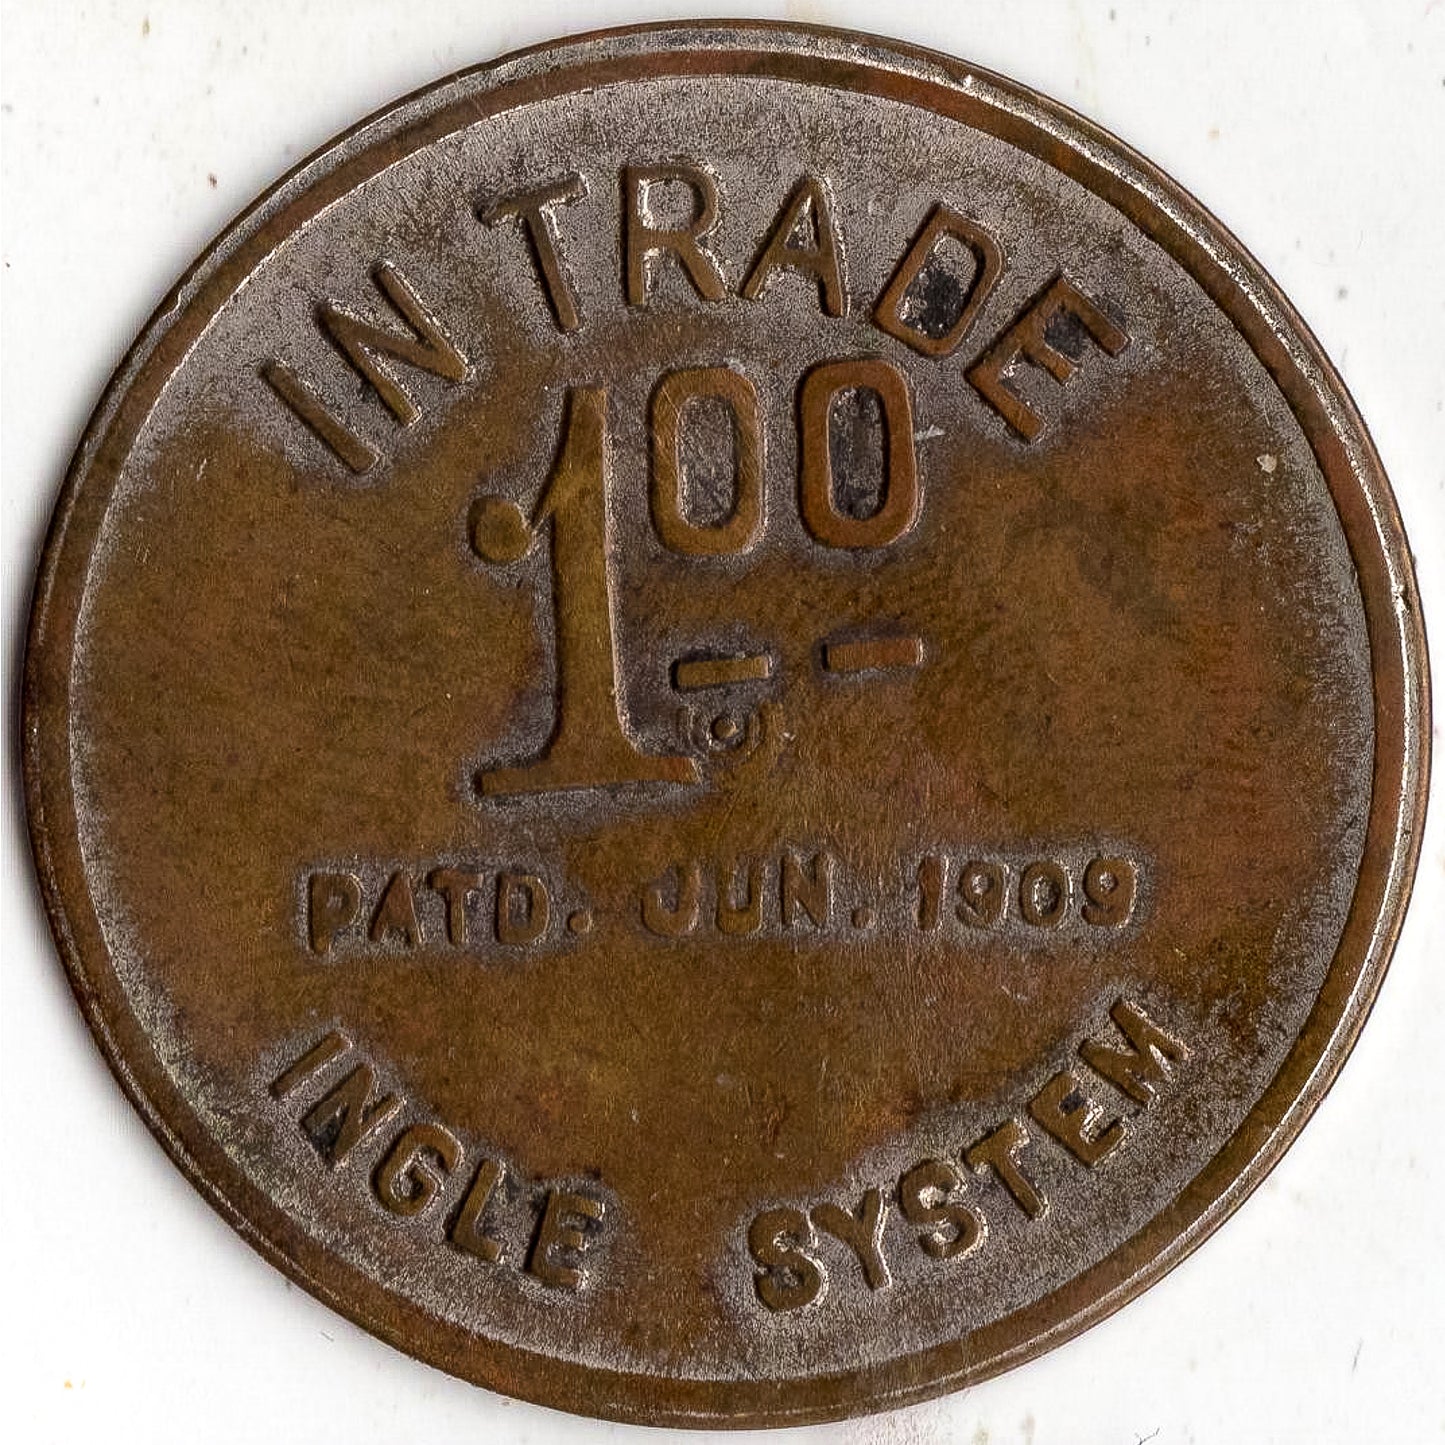 IN TRADE
1 00
PATD. JUN. 1909
INGLE SYSTEM